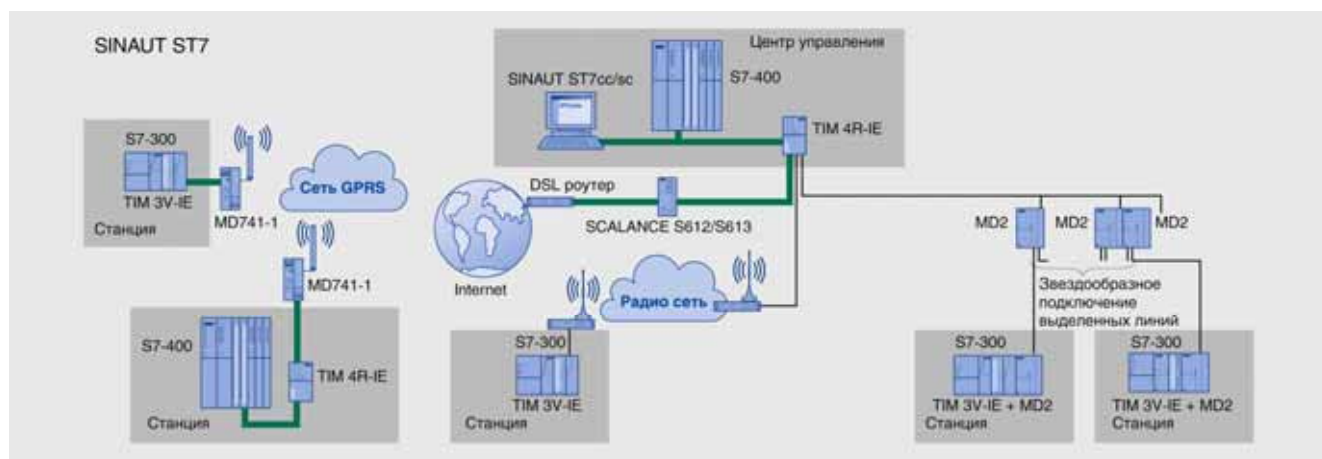 SINAUT ST7
Центр управления
SINAUT ST7cc/sc
S7-400
TIM 4R-IE
S7-300
TIM 3V-IE
Станция
MD741-1
Сеть GPRS
MD741-1
S7-400
TIM 4R-IE
Станция
DSL роутер
SCALANCE S612/S613
Internet
Радио сеть
S7-300
TIM 3V-IE
Станция
MD2
MD2
MD2
Звездообразное
подключение
выделенных линий
S7-300
TIM 3V-IE + MD2
Станция
S7-300
TIM 3V-IE + MD2
Станция